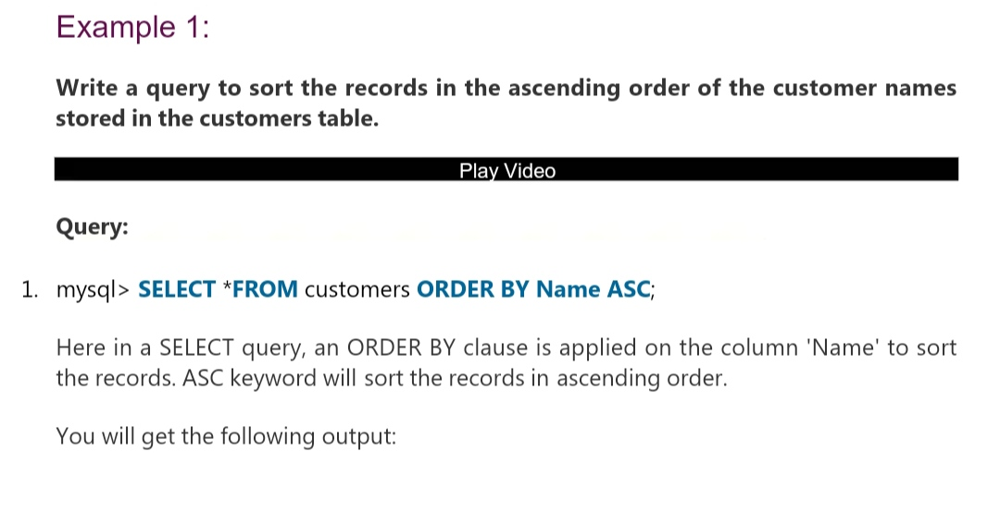 Example 1:
Write a query to sort the records in the ascending order of the customer names
stored in the customers table.
Play Video
Query:
1. mysql> SELECT *FROM customers ORDER BY Name ASC;
Here in a SELECT query, an ORDER BY clause is applied on the column 'Name' to sort
the records. ASC keyword will sort the records in ascending order.
You will get the following output: